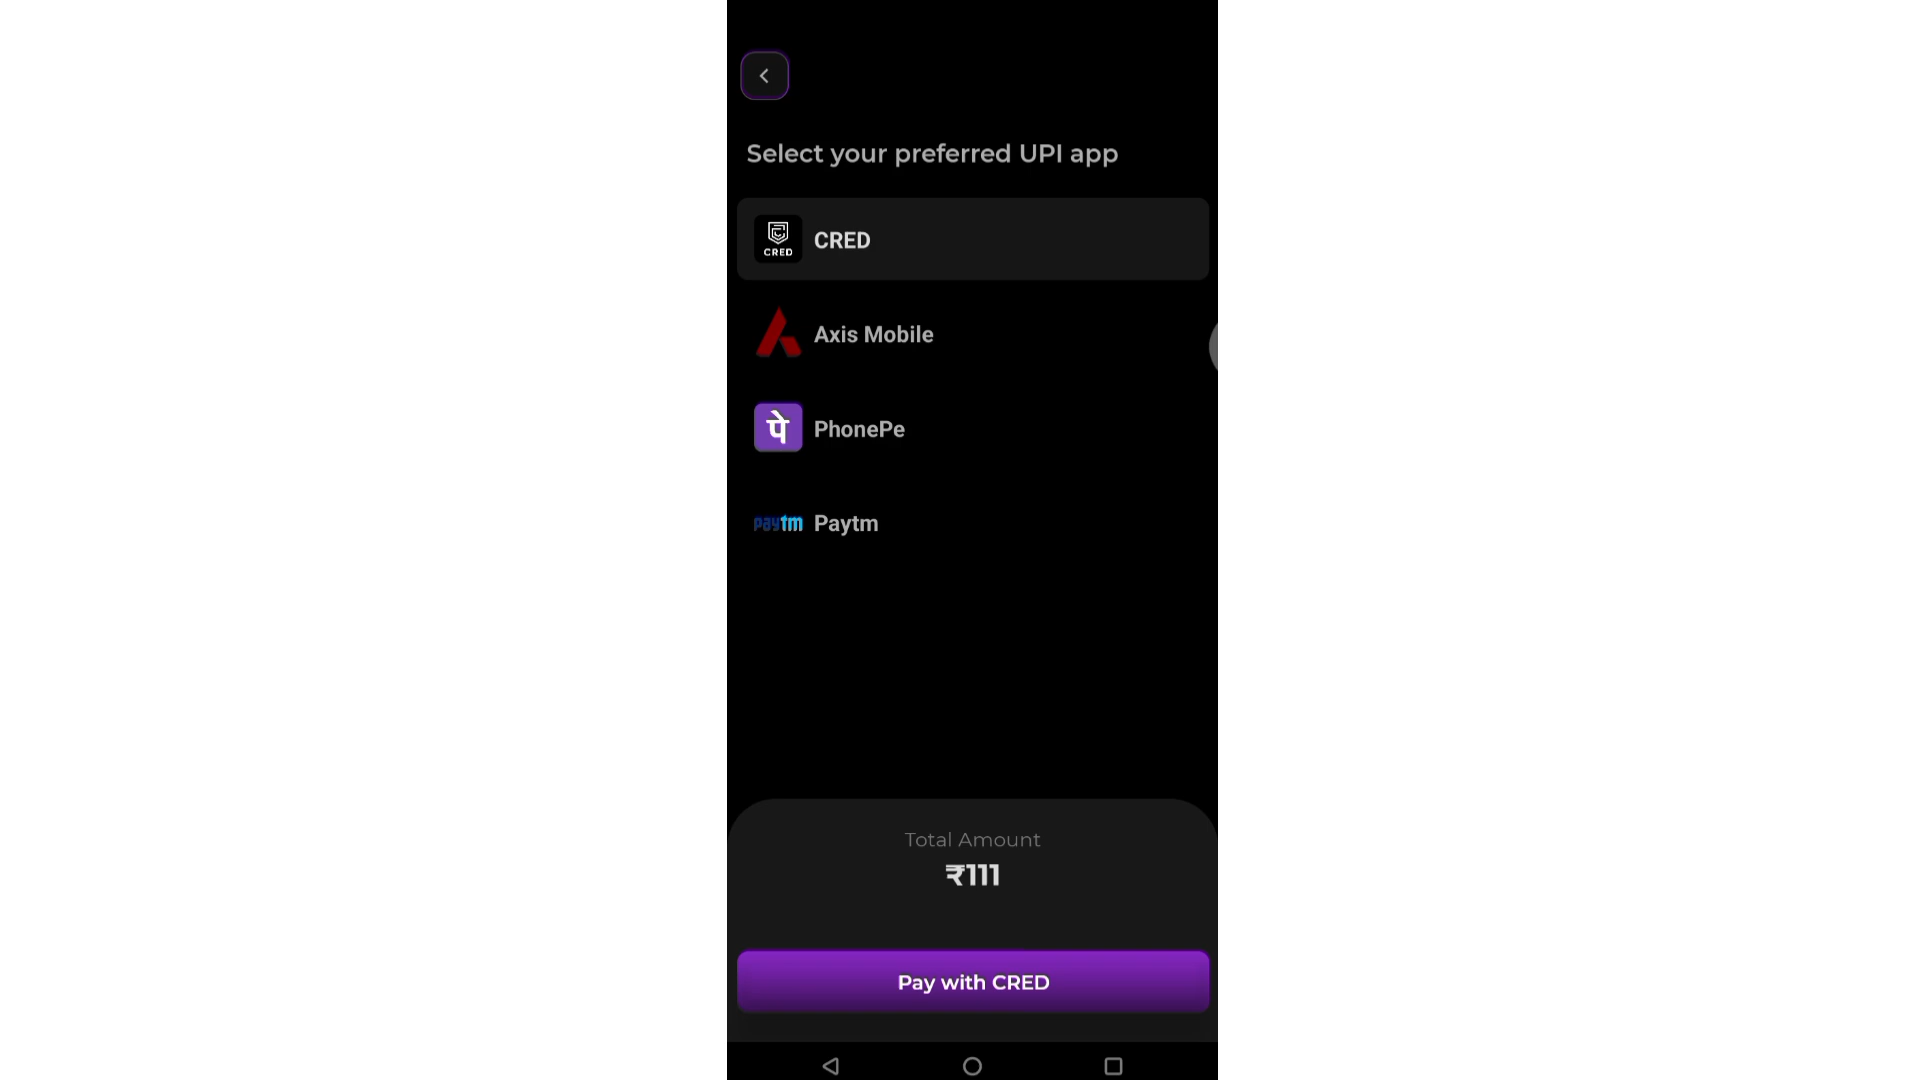 Select your preferred UPI app
CRED
CRED
Axis Mobile
पे
PhonePe
paytm
Paytm
Total Amount
₹111
Pay with CRED